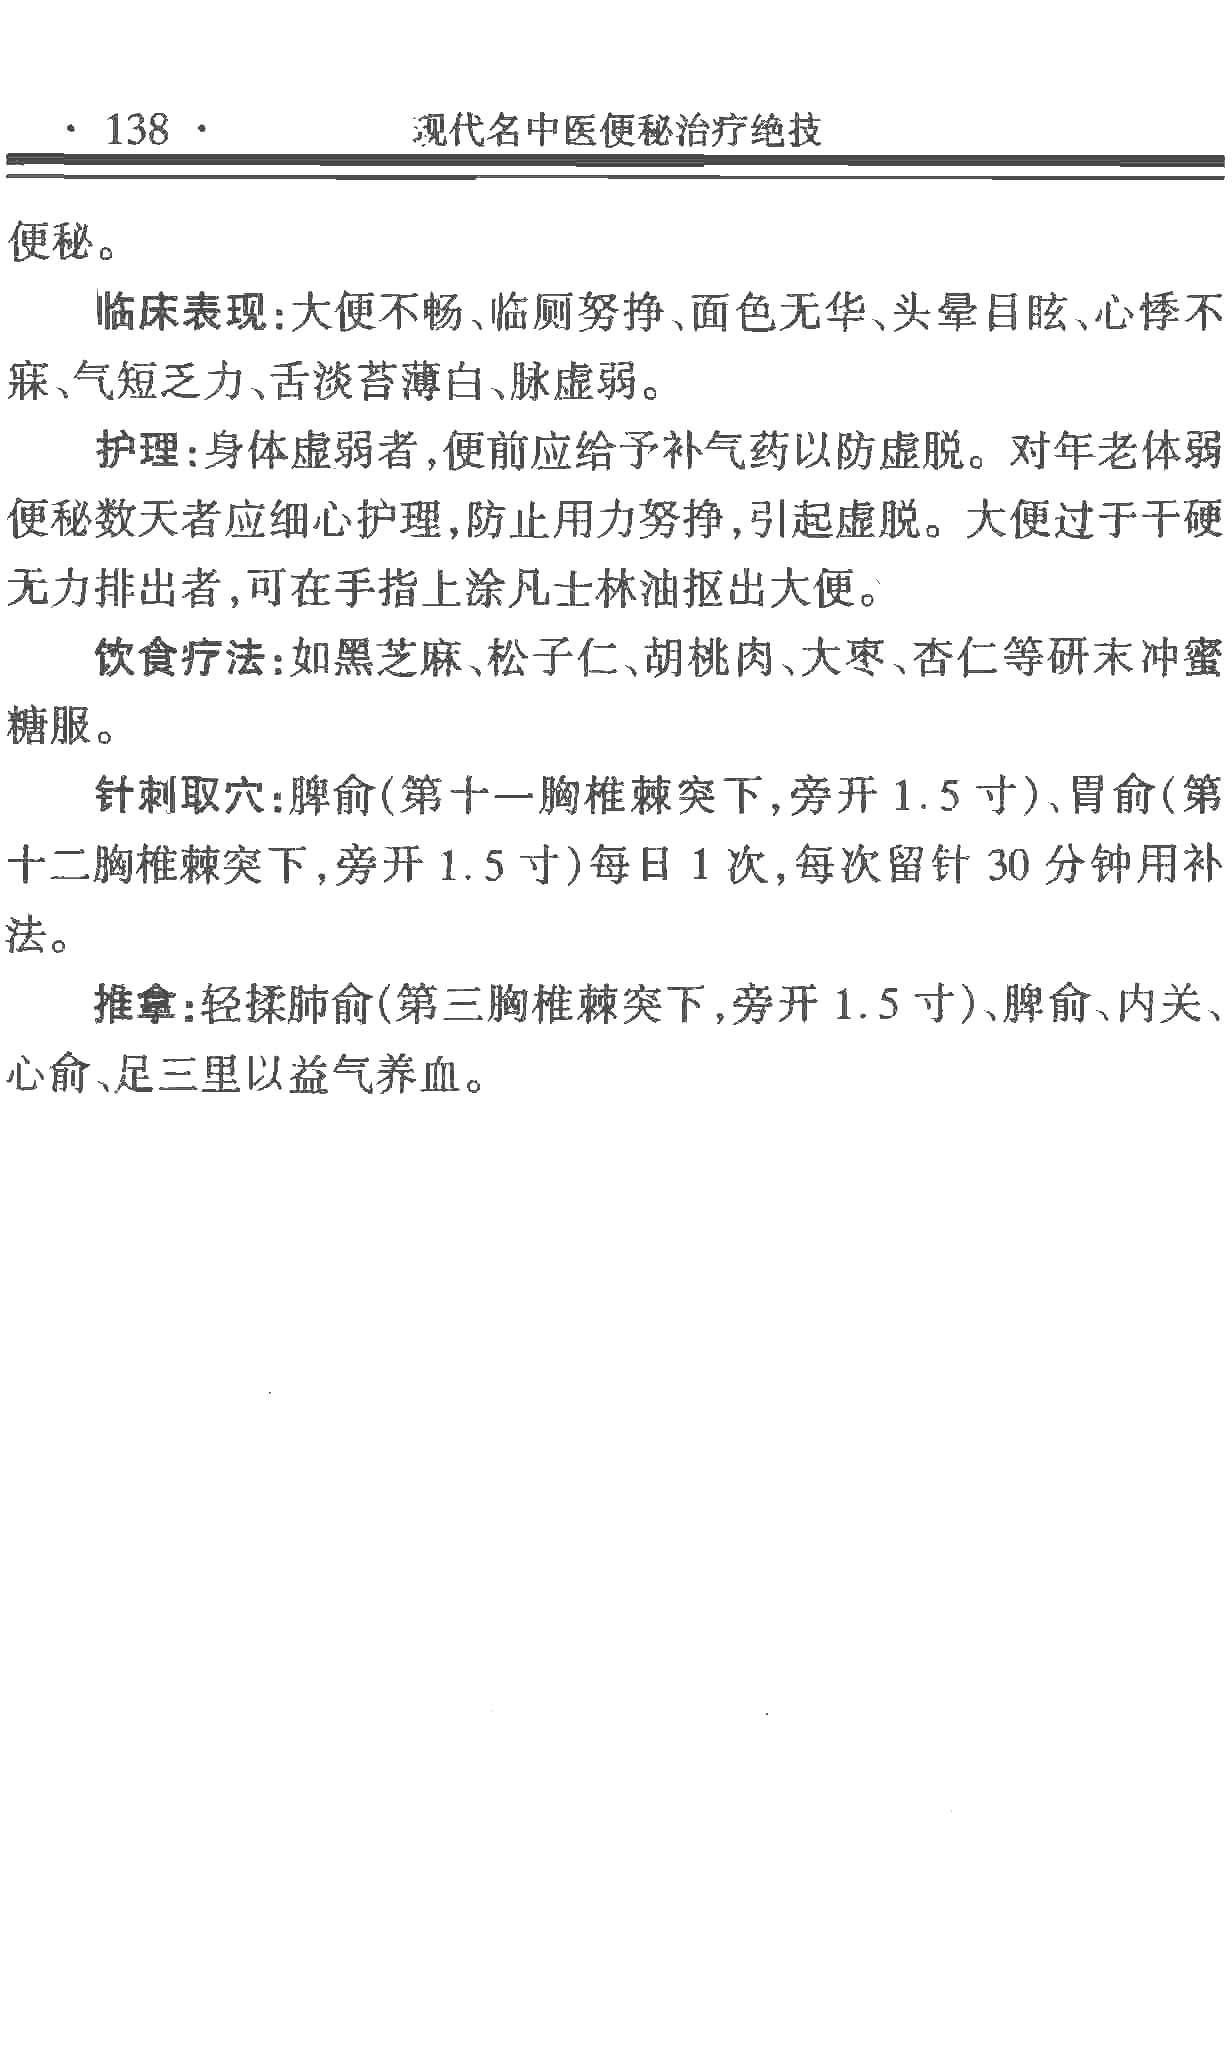 · 138 · 现代名中医便秘治疗绝技
便秘。
临床表现:大便不畅、临厕努挣、面色无华、头晕目眩、心悸不
寐、气短乏力、舌淡苔薄白、脉虚弱。
护理:身体虚弱者,便前应给予补气药以防虚脱。对年老体弱
便秘数天者应细心护理,防止用力努挣,引起虚脱。大便过于干硬
无力排出者,可在手指上涂凡士林油抠出大便。
饮食疗法:如黑芝麻、松子仁、胡桃肉、大枣、杏仁等研末冲蜜
糖服。
针刺取穴:脾俞(第十一胸椎棘突下,旁开1.5寸)、胃俞(第
十二胸椎棘突下,旁开1.5寸)每日1次,每次留针30分钟用补
法。
推拿:轻揉肺俞(第三胸椎棘突下,旁开1.5寸)、脾俞、内关、
心俞、足三里以益气养血。